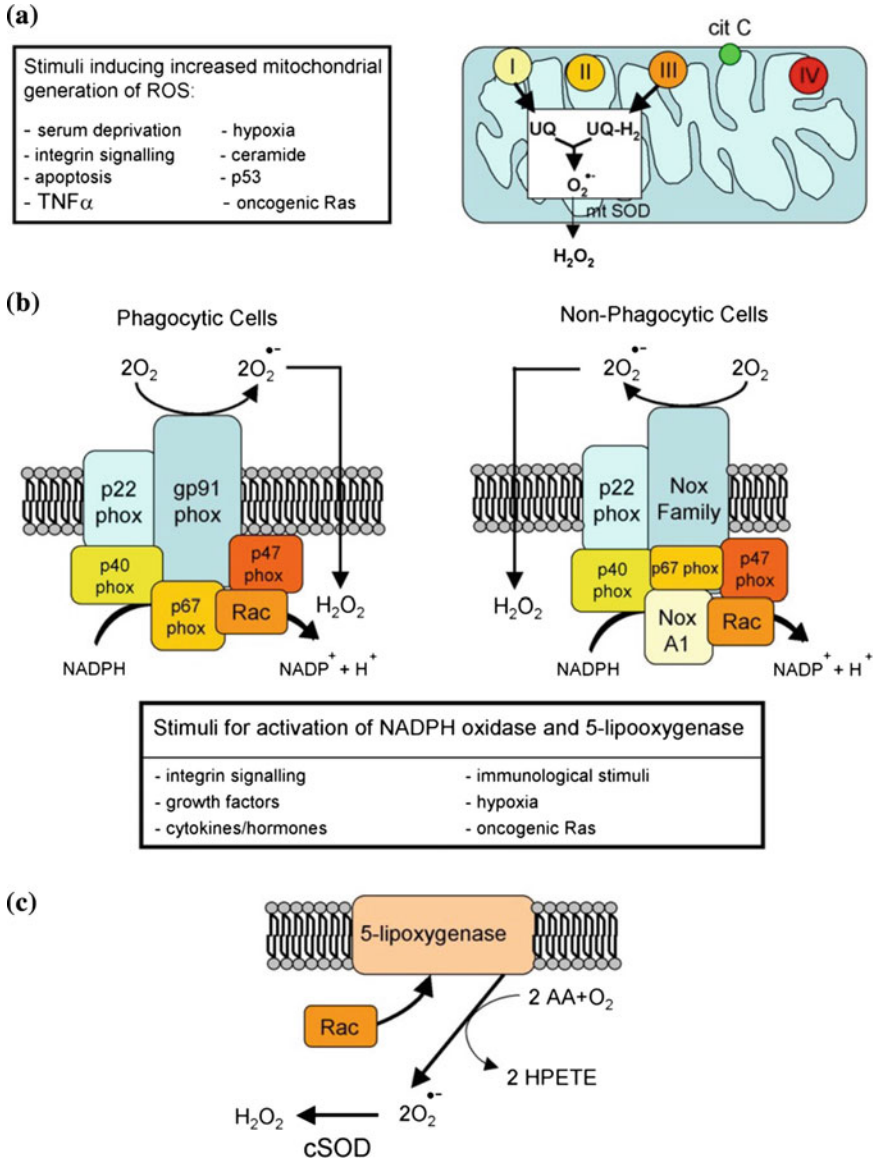 (a)
Stimuli inducing increased mitochondrial
generation of ROS:
- serum deprivation
- hypoxia
- integrin signalling
- ceramide
- apoptosis
- p53
- TNFα
- oncogenic Ras
cit C
I
II
III
IV
UQ
UQ-H₂
O₂•-
mt SOD
H₂O₂
(b)
Phagocytic Cells
2O₂
2O₂•-
p22
phox
gp91
phox
p40
phox
p47
phox
p67
phox
Rac
H₂O₂
NADPH
NADP⁺ + H⁺
Non-Phagocytic Cells
2O₂•-
2O₂
p22
phox
Nox
Family
p40
phox
p67 phox
p47
phox
Nox
A1
Rac
H₂O₂
NADPH
NADP⁺ + H⁺
Stimuli for activation of NADPH oxidase and 5-lipooxygenase
- integrin signalling
- immunological stimuli
- growth factors
- hypoxia
- cytokines/hormones
- oncogenic Ras
(c)
5-lipoxygenase
Rac
2 AA+O₂
2 HPETE
2O₂•-
H₂O₂
cSOD